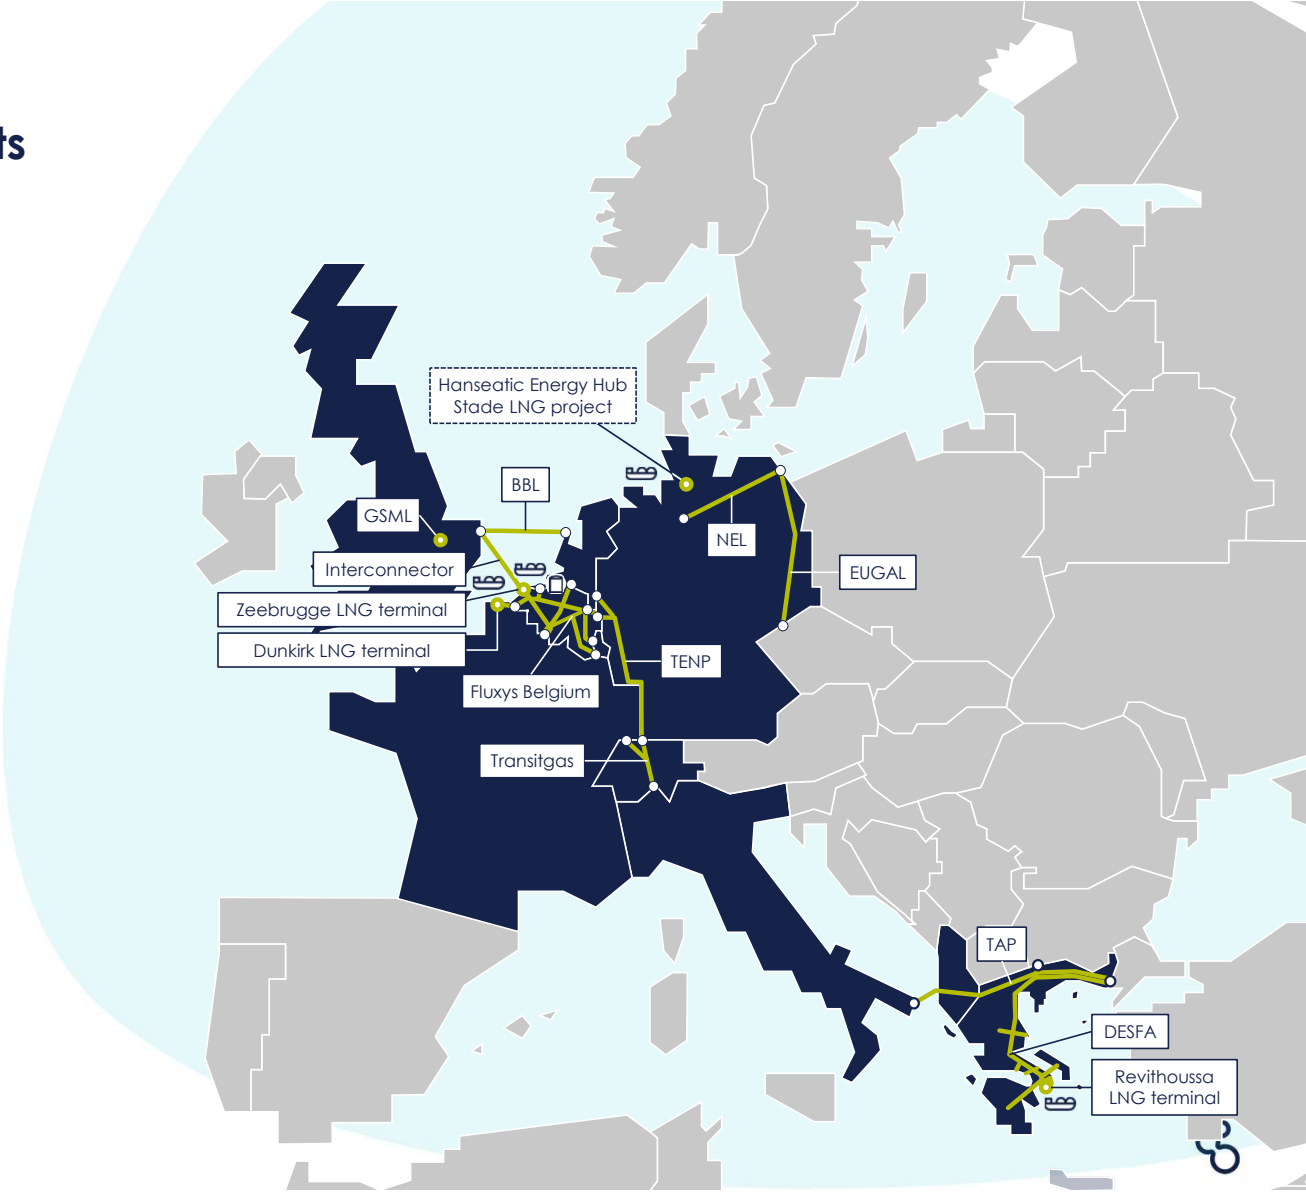 ts
Hanseatic Energy Hub
Stade LNG project
BBL
GSML
NEL
Interconnector
EUGAL
Zeebrugge LNG terminal
Dunkirk LNG terminal
TENP
Fluxys Belgium
Transitgas
TAP
DESFA
Revithoussa
LNG terminal